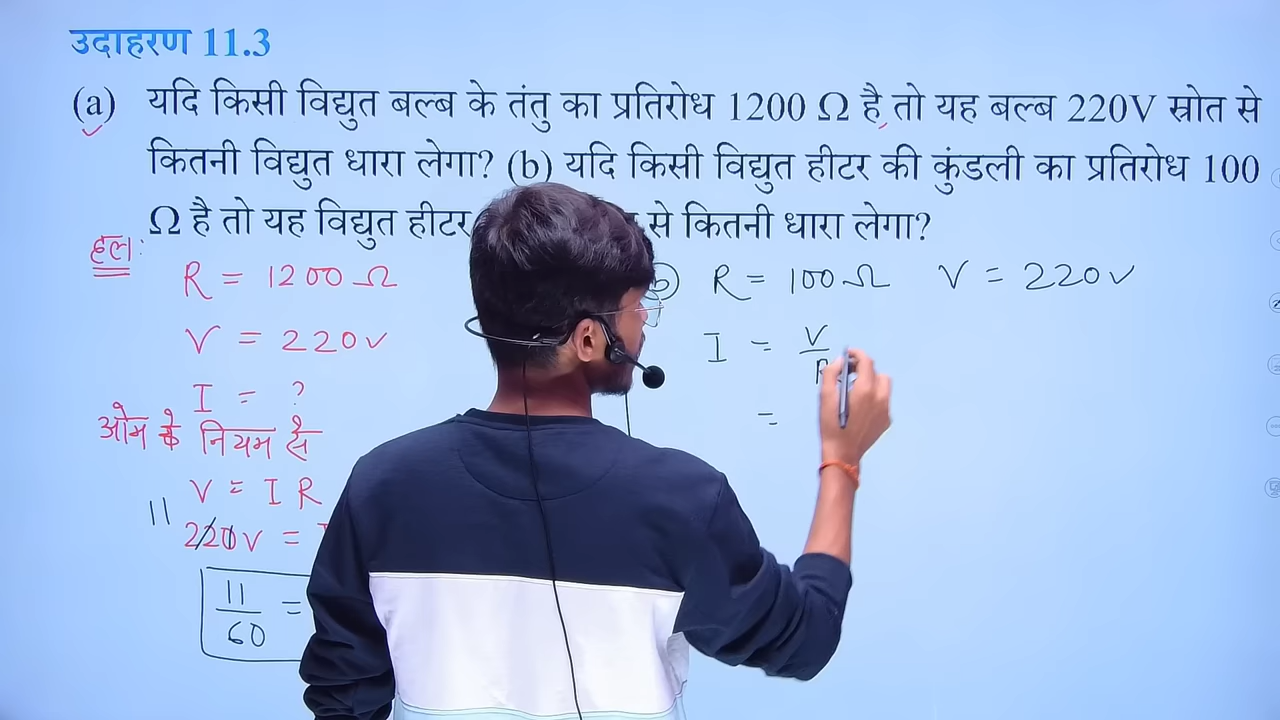 उदाहरण 11.3
(a) यदि किसी विद्युत बल्ब के तंतु का प्रतिरोध 1200 Ω है, तो यह बल्ब 220V स्रोत से
कितनी विद्युत धारा लेगा? (b) यदि किसी विद्युत हीटर की कुंडली का प्रतिरोध 100
Ω है तो यह विद्युत हीटर से कितनी धारा लेगा?
हल:
R = 1200 Ω
V = 220v
I = ?
ओम के नियम से
V = I R
11
220v =
11/60 =
b) R = 100 Ω V = 220v
I = V/R
=